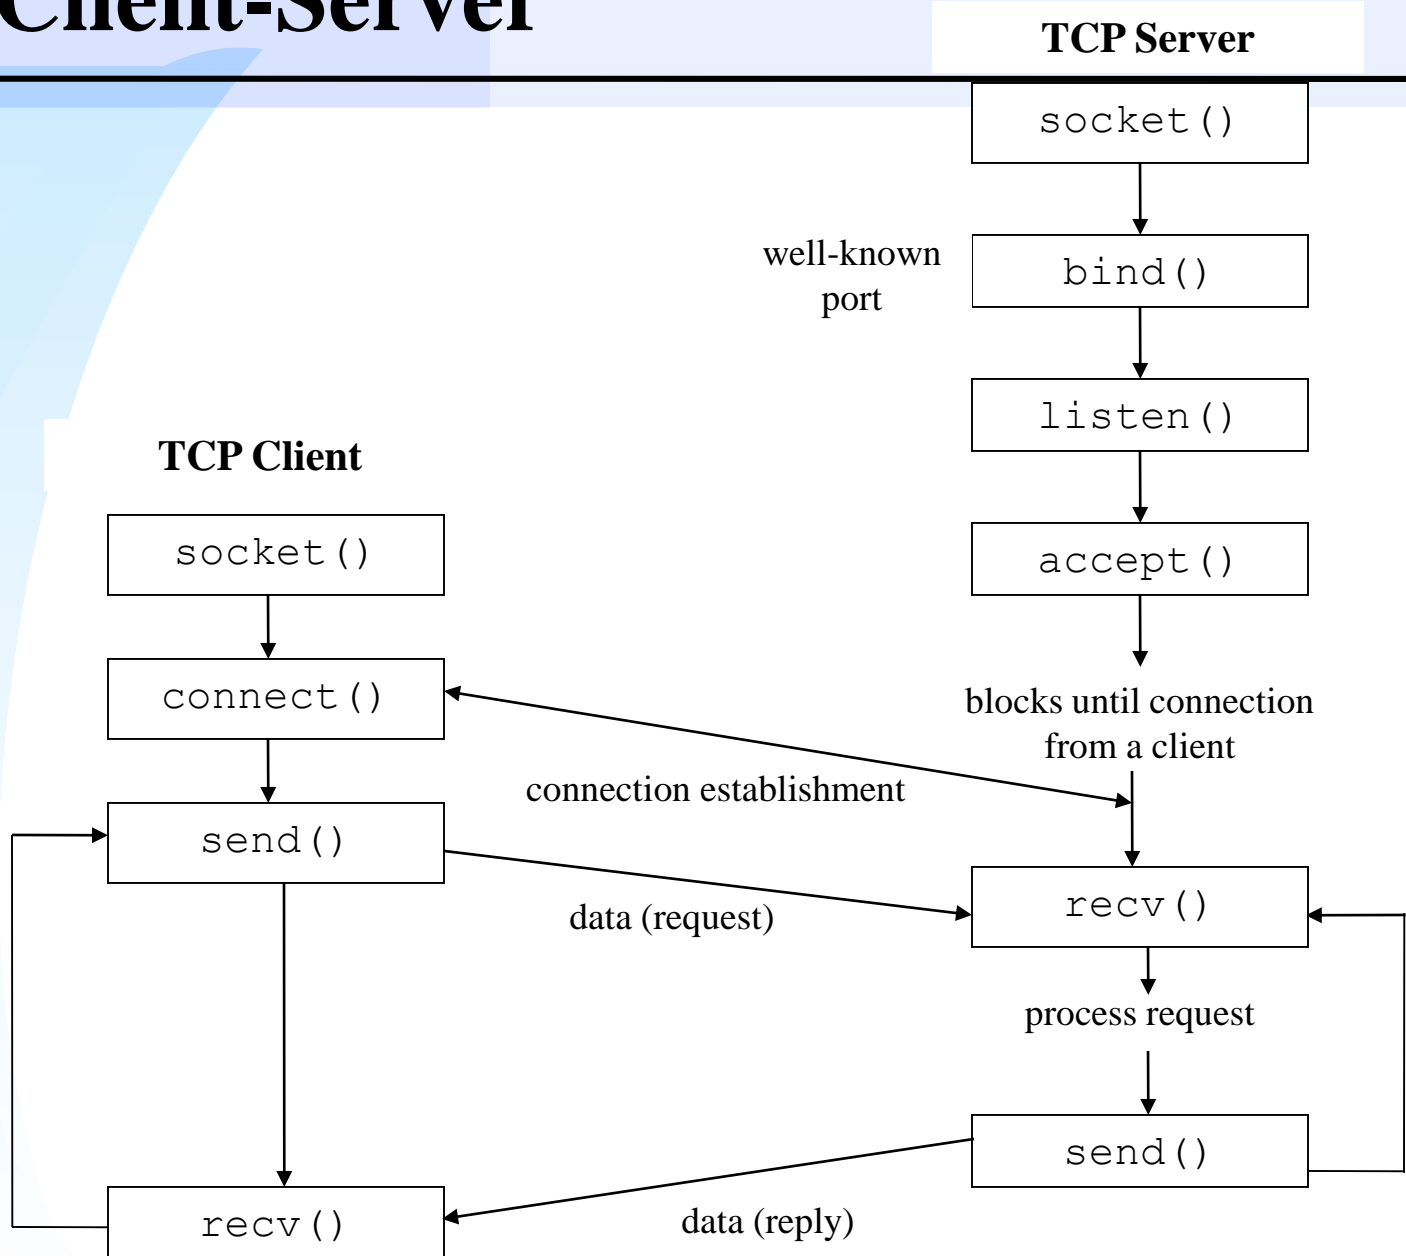 Client-Server
TCP Server
socket()
well-known
port
bind()
listen()
TCP Client
accept()
socket()
connect()
blocks until connection
from a client
connection establishment
send()
recv()
data (request)
process request
send()
recv()
data (reply)